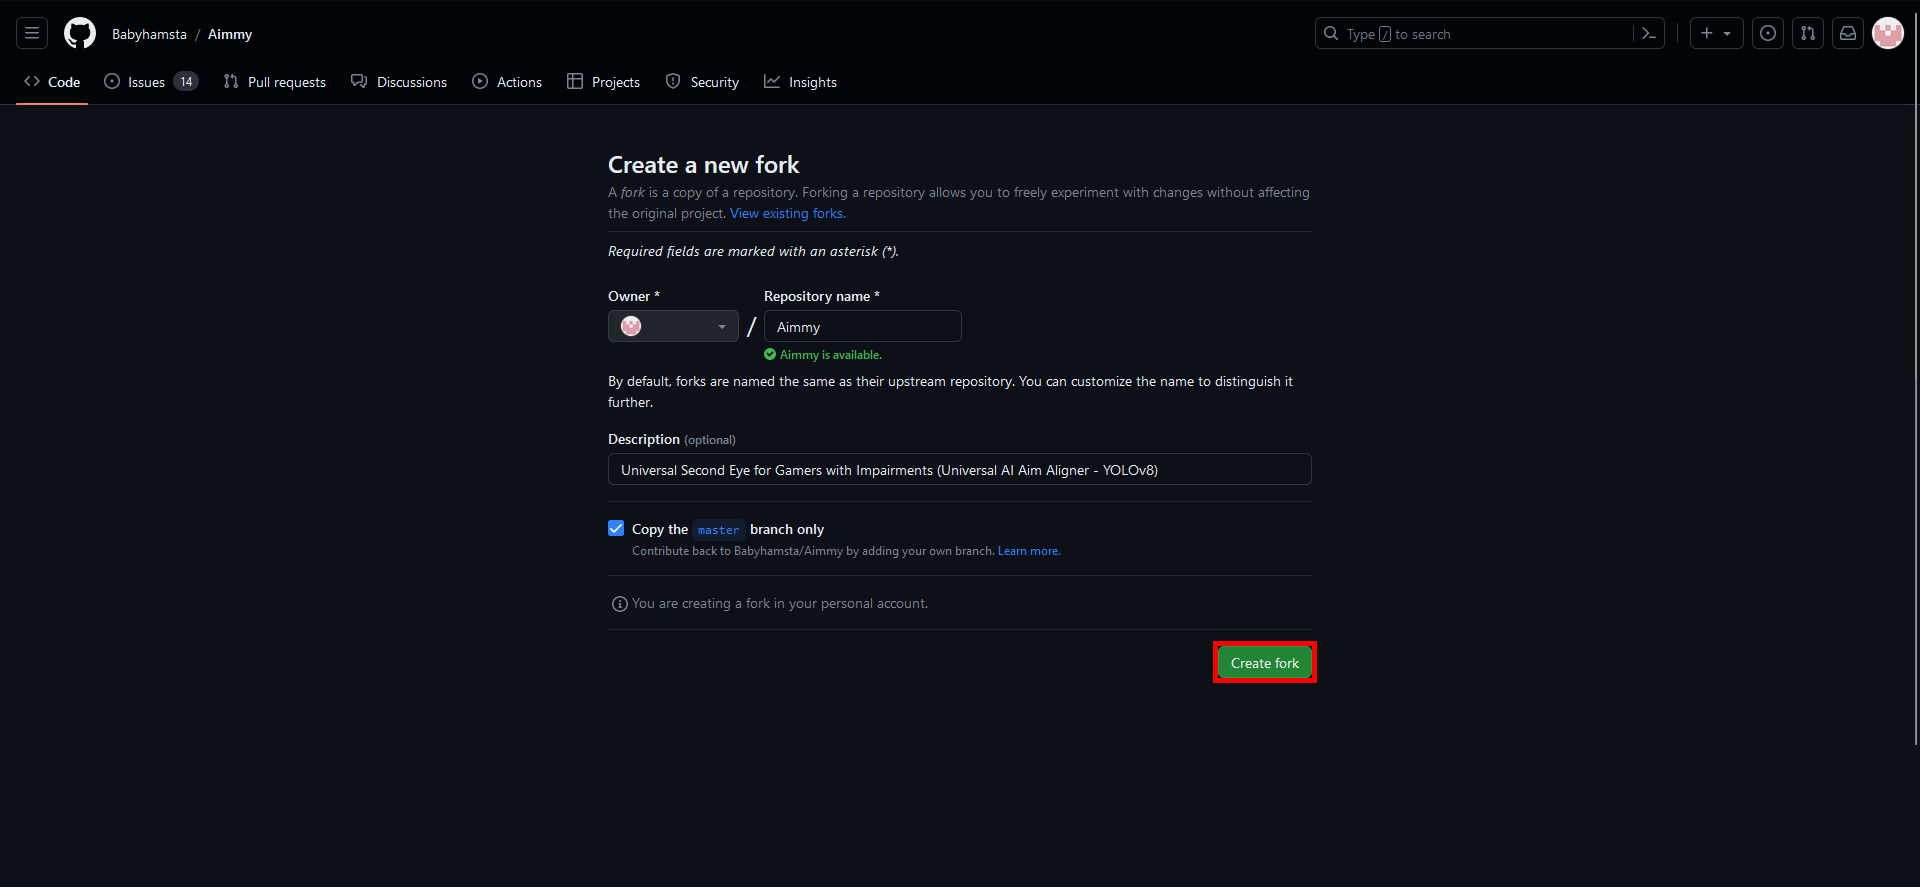 Babyhamsta / Aimmy
Type / to search
Code
Issues 14
Pull requests
Discussions
Actions
Projects
Security
Insights
Create a new fork
A fork is a copy of a repository. Forking a repository allows you to freely experiment with changes without affecting
the original project. View existing forks.
Required fields are marked with an asterisk (*).
Owner *
Repository name *
/
Aimmy
Aimmy is available.
By default, forks are named the same as their upstream repository. You can customize the name to distinguish it
further.
Description (optional)
Universal Second Eye for Gamers with Impairments (Universal AI Aim Aligner - YOLOv8)
Copy the master branch only
Contribute back to Babyhamsta/Aimmy by adding your own branch. Learn more.
You are creating a fork in your personal account.
Create fork